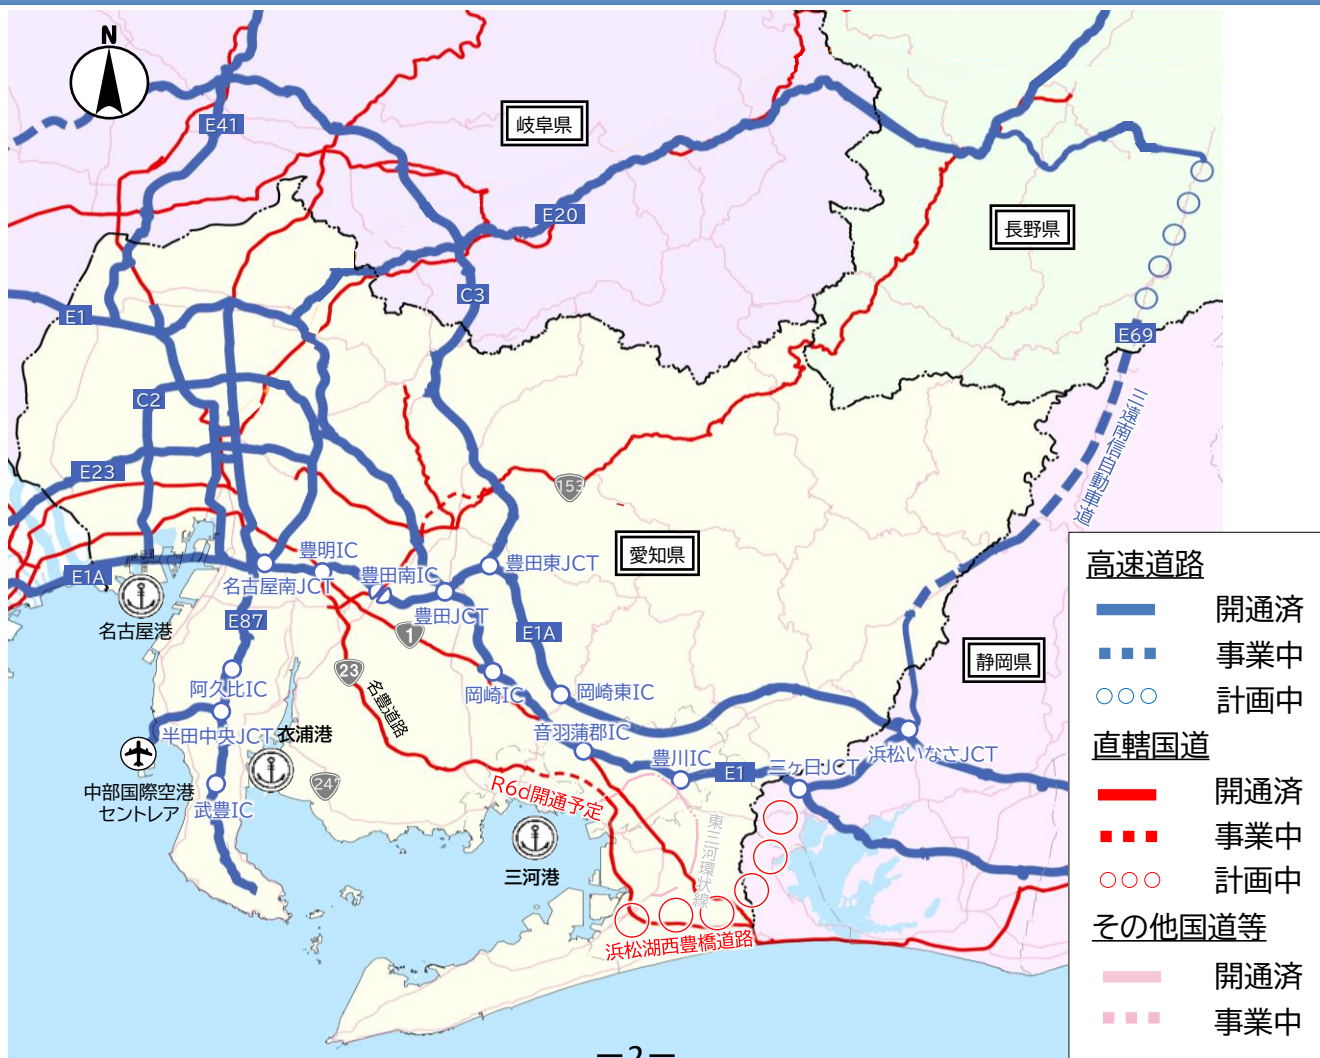 N
E41
岐阜県
E20
長野県
C3
E1
E69
C2
三遠南信自動車道
E23
153
愛知県
豊明IC
豊田東JCT
豊田南IC
名古屋南JCT
E1A
豊田JCT
名古屋港
E87
1
E1A
静岡県
23
阿久比IC
岡崎IC
岡崎東IC
名豊道路
半田中央JCT
衣浦港
音羽蒲郡IC
豊川IC
E1
三ヶ日JCT
浜松いなさJCT
中部国際空港
セントレア
武豊IC
247
R6d開通予定
東三河環状線
三河港
浜松湖西豊橋道路
高速道路
開通済
事業中
○○○ 計画中
直轄国道
開通済
事業中
○○○ 計画中
その他国道等
開通済
事業中
－2－